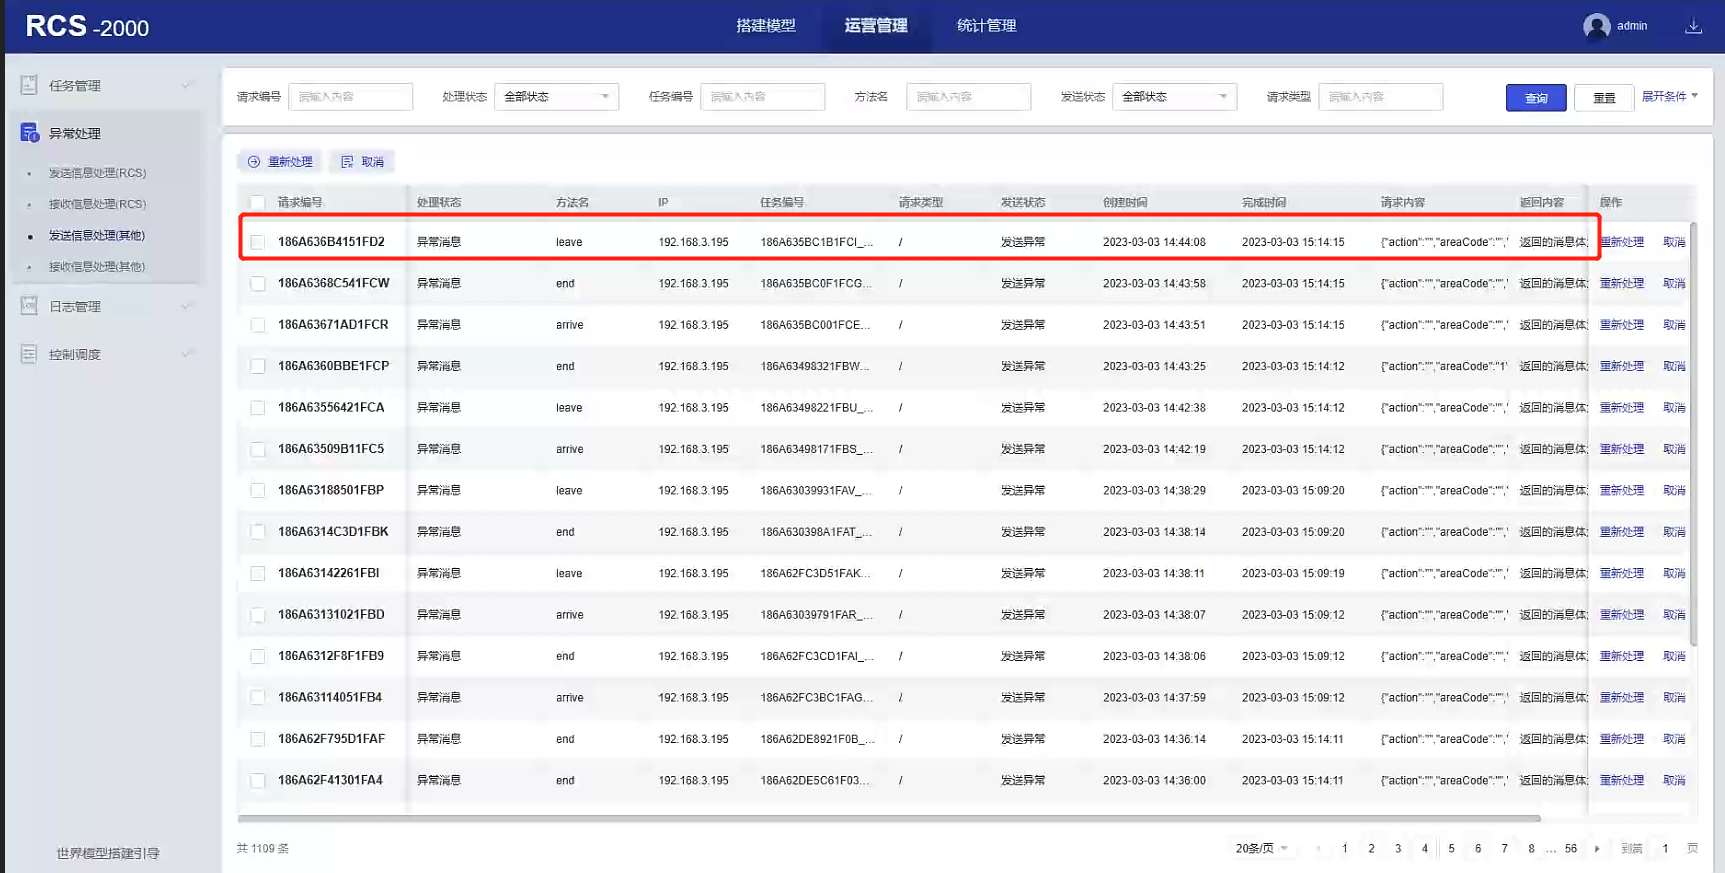 RCS -2000 搭建模型 运营管理 统计管理 admin
任务管理
异常处理
发送信息处理(RCS)
接收信息处理(RCS)
发送信息处理(其他)
接收信息处理(其他)
日志管理
控制调度
世界模型搭建引导
请求编号 请输入内容 处理状态 全部状态 任务编号 请输入内容 方法名 请输入内容 发送状态 全部状态 请求类型 请输入内容 查询 重置 展开条件
重新处理 取消
请求编号 处理状态 方法名 IP 任务编号 请求类型 发送状态 创建时间 完成时间 请求内容 返回内容 操作
186A636B4151FD2 异常消息 leave 192.168.3.195 186A635BC1B1FCI_... / 发送异常 2023-03-03 14:44:08 2023-03-03 15:14:15 {"action":"","areaCode":"",' 返回的消息体 重新处理 取消
186A6368C541FCW 异常消息 end 192.168.3.195 186A635BC0F1FCG... / 发送异常 2023-03-03 14:43:58 2023-03-03 15:14:15 {"action":"","areaCode":"",' 返回的消息体 重新处理 取消
186A63671AD1FCR 异常消息 arrive 192.168.3.195 186A635BC001FCE... / 发送异常 2023-03-03 14:43:51 2023-03-03 15:14:15 {"action":"","areaCode":"",' 返回的消息体 重新处理 取消
186A6360BBE1FCP 异常消息 end 192.168.3.195 186A63498321FBW... / 发送异常 2023-03-03 14:43:25 2023-03-03 15:14:12 {"action":"","areaCode":"1' 返回的消息体 重新处理 取消
186A63556421FCA 异常消息 leave 192.168.3.195 186A63498221FBU_... / 发送异常 2023-03-03 14:42:38 2023-03-03 15:14:12 {"action":"","areaCode":"",' 返回的消息体 重新处理 取消
186A63509B11FC5 异常消息 arrive 192.168.3.195 186A63498171FBS_... / 发送异常 2023-03-03 14:42:19 2023-03-03 15:14:12 {"action":"","areaCode":"",' 返回的消息体 重新处理 取消
186A63188501FBP 异常消息 leave 192.168.3.195 186A63039931FAV_... / 发送异常 2023-03-03 14:38:29 2023-03-03 15:09:20 {"action":"","areaCode":"",' 返回的消息体 重新处理 取消
186A6314C3D1FBK 异常消息 end 192.168.3.195 186A630398A1FAT_... / 发送异常 2023-03-03 14:38:14 2023-03-03 15:09:20 {"action":"","areaCode":"",' 返回的消息体 重新处理 取消
186A63142261FBI 异常消息 leave 192.168.3.195 186A62FC3D51FAK... / 发送异常 2023-03-03 14:38:11 2023-03-03 15:09:19 {"action":"","areaCode":"",' 返回的消息体 重新处理 取消
186A63131021FBD 异常消息 arrive 192.168.3.195 186A63039791FAR_... / 发送异常 2023-03-03 14:38:07 2023-03-03 15:09:12 {"action":"","areaCode":"",' 返回的消息体 重新处理 取消
186A6312F8F1FB9 异常消息 end 192.168.3.195 186A62FC3CD1FAI_... / 发送异常 2023-03-03 14:38:06 2023-03-03 15:09:12 {"action":"","areaCode":"",' 返回的消息体 重新处理 取消
186A63114051FB4 异常消息 arrive 192.168.3.195 186A62FC3BC1FAG... / 发送异常 2023-03-03 14:37:59 2023-03-03 15:09:12 {"action":"","areaCode":"",' 返回的消息体 重新处理 取消
186A62F795D1FAF 异常消息 end 192.168.3.195 186A62DE8921F0B_... / 发送异常 2023-03-03 14:36:14 2023-03-03 15:14:11 {"action":"","areaCode":"",' 返回的消息体 重新处理 取消
186A62F41301FA4 异常消息 end 192.168.3.195 186A62DE5C61F03... / 发送异常 2023-03-03 14:36:00 2023-03-03 15:14:11 {"action":"","areaCode":"",' 返回的消息体 重新处理 取消
共 1109 条 20条/页 1 2 3 4 5 6 7 8 ... 56 到第 1 页